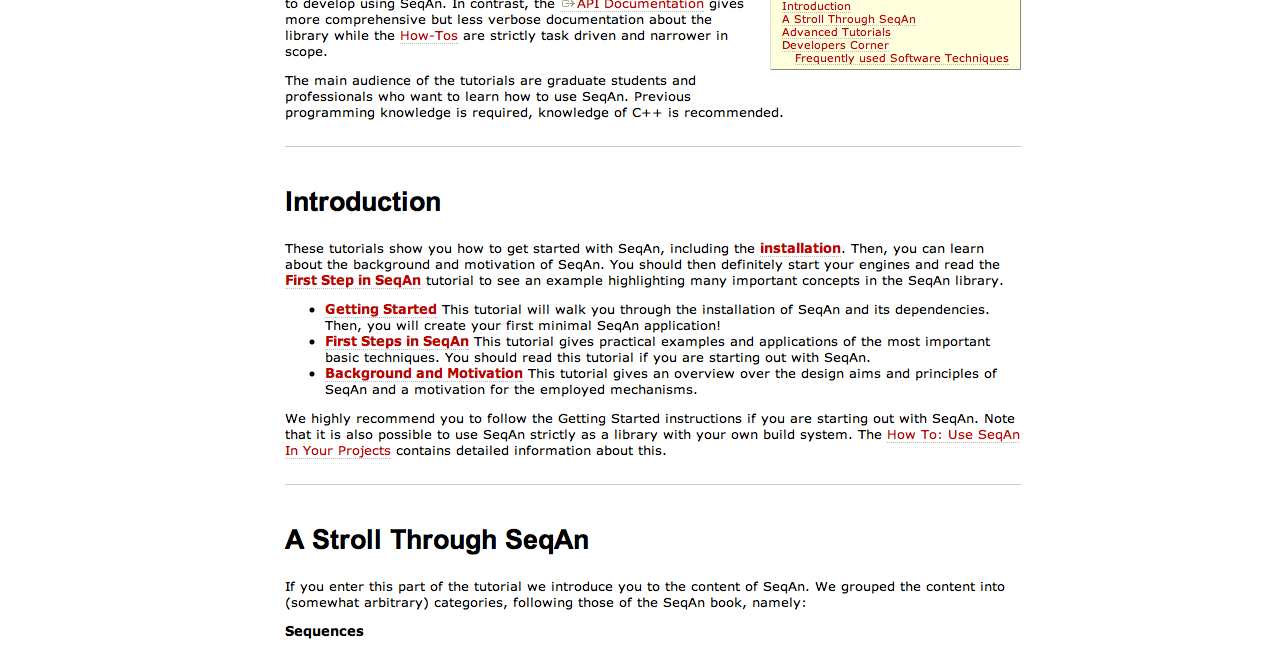 to develop using SeqAn. In contrast, the API Documentation gives
more comprehensive but less verbose documentation about the
library while the How-Tos are strictly task driven and narrower in
scope.
Introduction
A Stroll Through SeqAn
Advanced Tutorials
Developers Corner
Frequently used Software Techniques
The main audience of the tutorials are graduate students and
professionals who want to learn how to use SeqAn. Previous
programming knowledge is required, knowledge of C++ is recommended.
Introduction
These tutorials show you how to get started with SeqAn, including the installation. Then, you can learn
about the background and motivation of SeqAn. You should then definitely start your engines and read the
First Step in SeqAn tutorial to see an example highlighting many important concepts in the SeqAn library.
• Getting Started This tutorial will walk you through the installation of SeqAn and its dependencies.
Then, you will create your first minimal SeqAn application!
• First Steps in SeqAn This tutorial gives practical examples and applications of the most important
basic techniques. You should read this tutorial if you are starting out with SeqAn.
• Background and Motivation This tutorial gives an overview over the design aims and principles of
SeqAn and a motivation for the employed mechanisms.
We highly recommend you to follow the Getting Started instructions if you are starting out with SeqAn. Note
that it is also possible to use SeqAn strictly as a library with your own build system. The How To: Use SeqAn
In Your Projects contains detailed information about this.
A Stroll Through SeqAn
If you enter this part of the tutorial we introduce you to the content of SeqAn. We grouped the content into
(somewhat arbitrary) categories, following those of the SeqAn book, namely:
Sequences